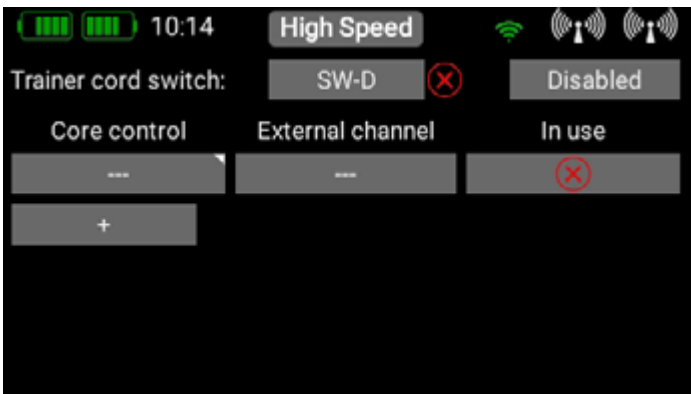 10:14 High Speed
Trainer cord switch: SW-D Disabled
Core control External channel In use
--- ---
+